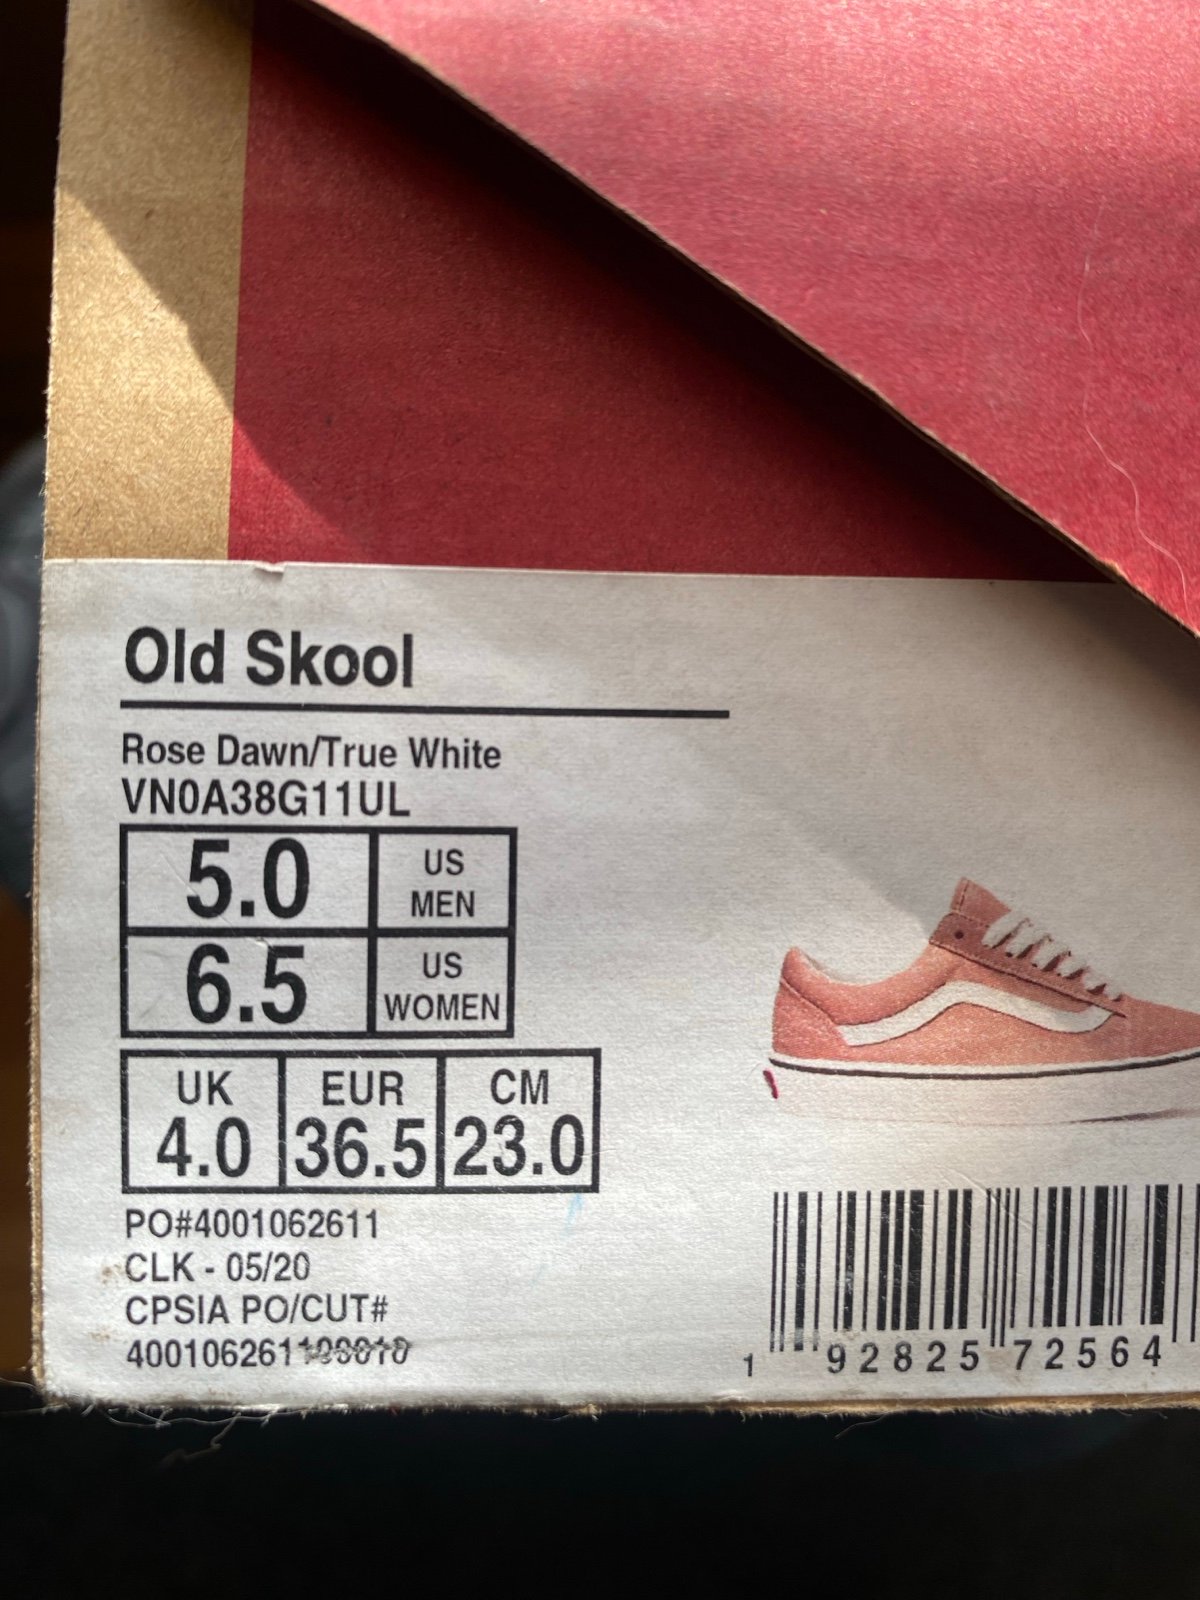 Old Skool
Rose Dawn/True White
VN0A38G11UL
5.0 US MEN
6.5 US WOMEN
UK EUR CM
4.0 36.5 23.0
PO#4001062611
CLK - 05/20
CPSIA PO/CUT#
1 92825 72564